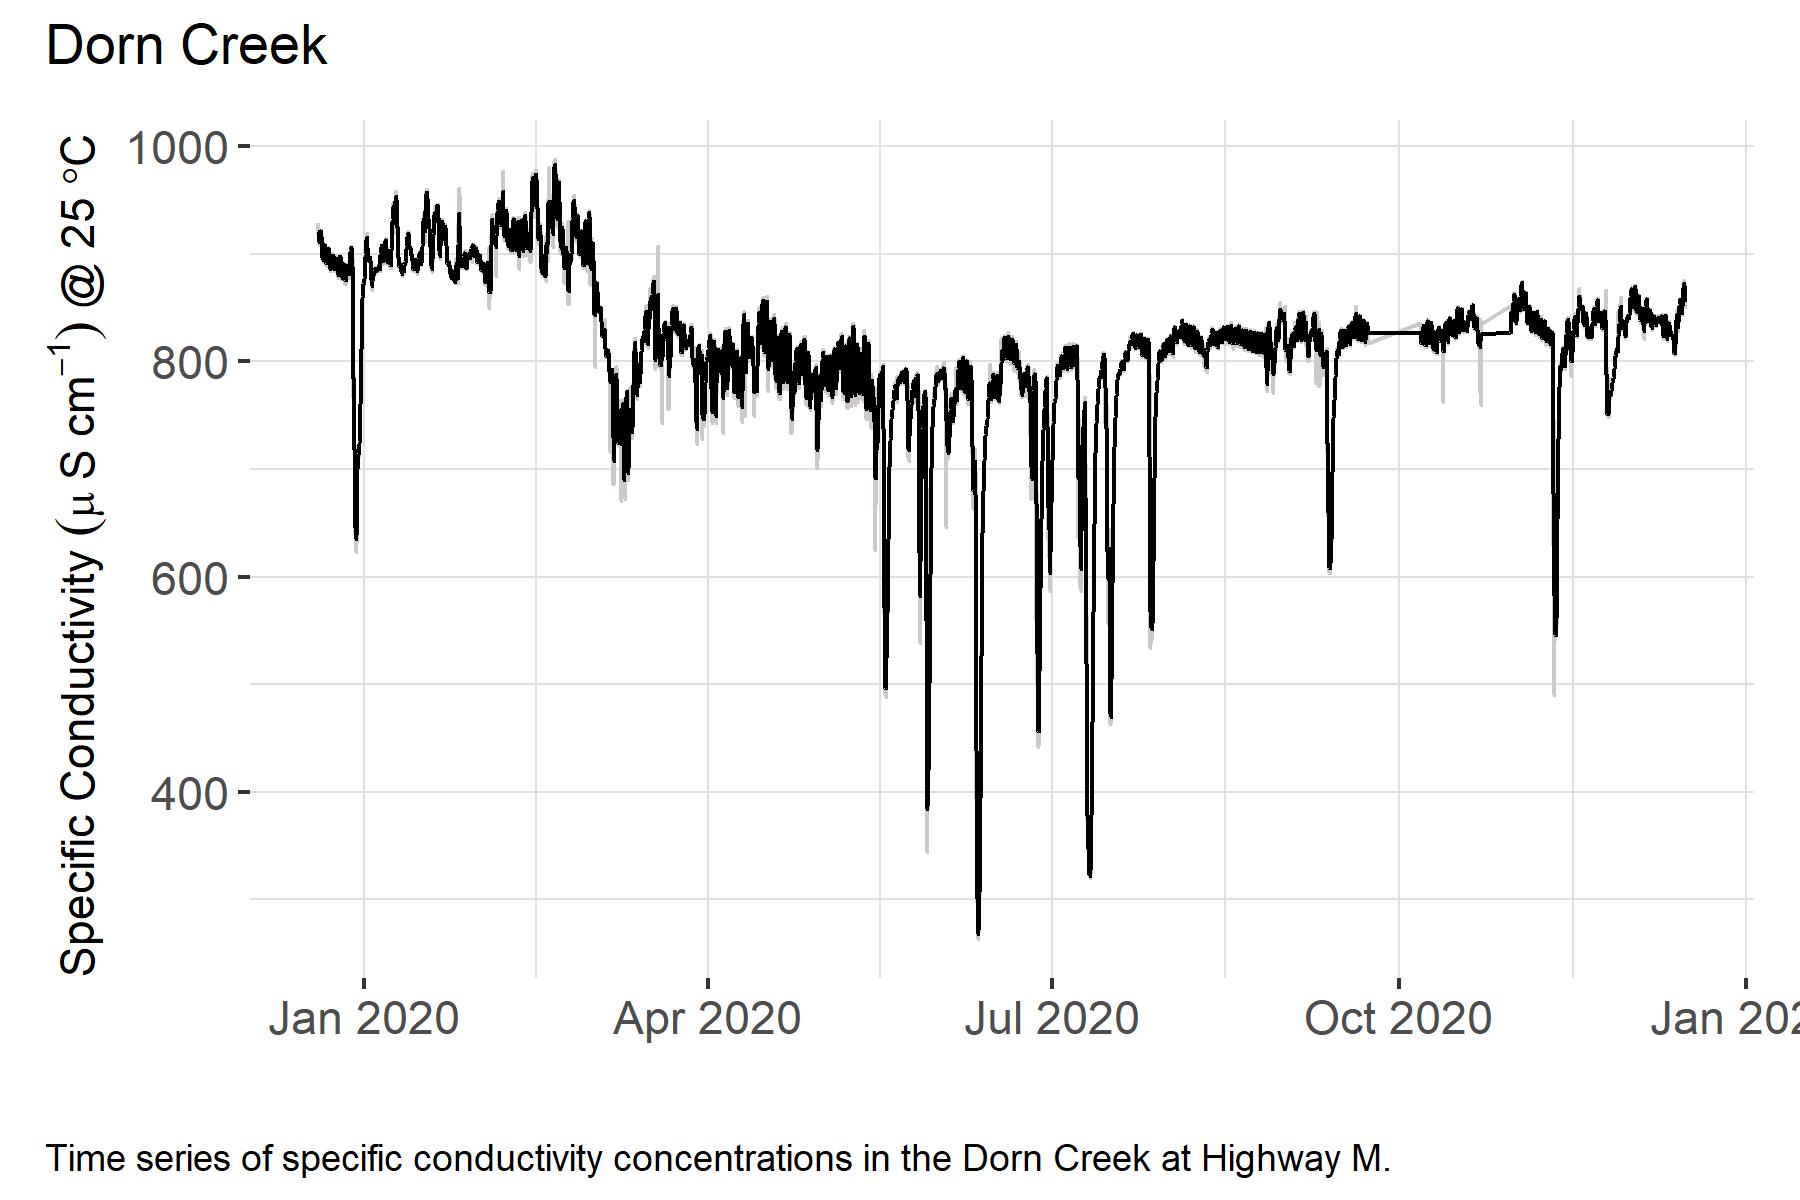 Dorn Creek
Specific Conductivity (μ S cm⁻¹) @ 25 °C
1000
800
600
400
Jan 2020 Apr 2020 Jul 2020 Oct 2020 Jan 202
Time series of specific conductivity concentrations in the Dorn Creek at Highway M.